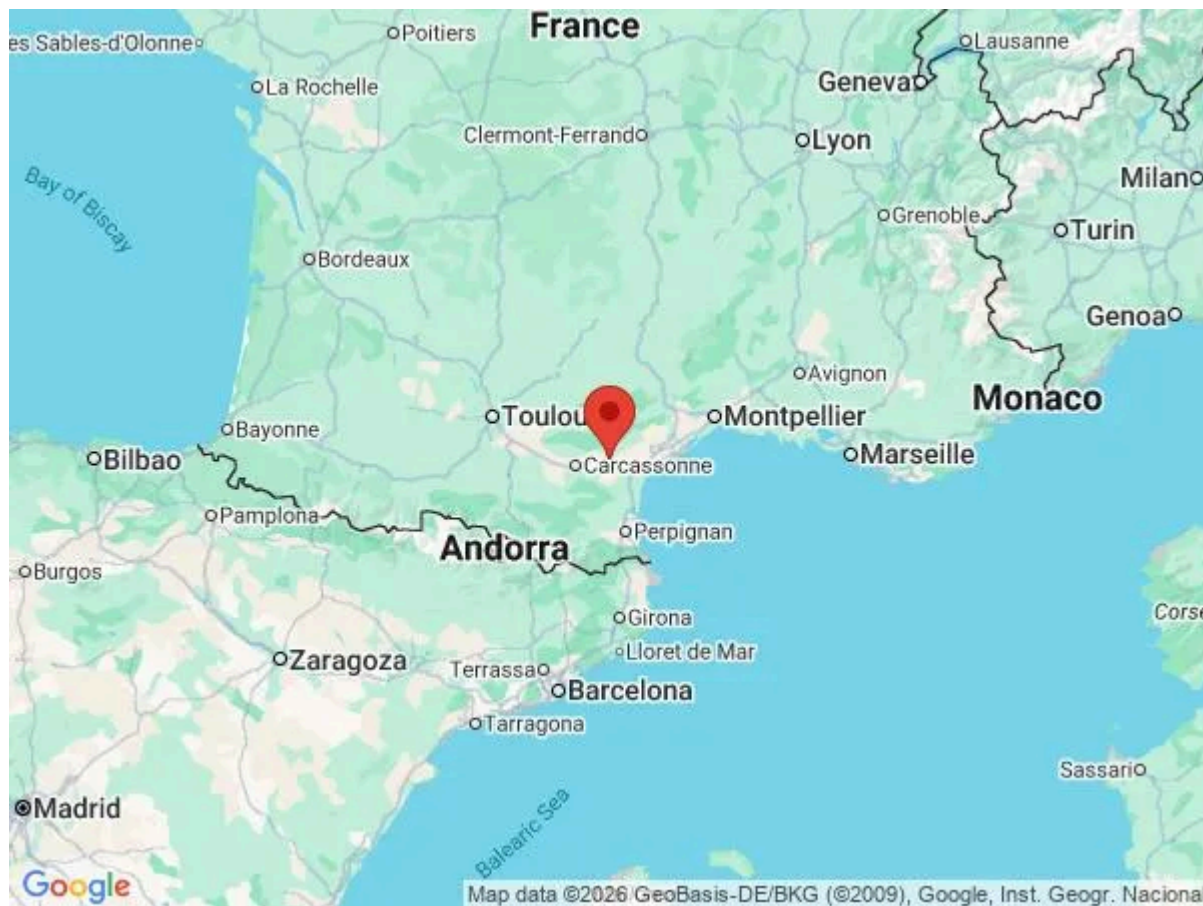 France
es Sables-d'Olonne
Poitiers
Lausanne
La Rochelle
Geneva
Clermont-Ferrand
Lyon
Bay of Biscay
Milan
Grenoble
Turin
Bordeaux
Genoa
Avignon
Monaco
Toulou
Montpellier
Bayonne
Bilbao
Carcassonne
Marseille
Pamplona
Perpignan
Andorra
Burgos
Corse
Girona
Lloret de Mar
Zaragoza
Terrassa
Barcelona
Tarragona
Sassari
Madrid
Balearic Sea
Google
Map data ©2026 GeoBasis-DE/BKG (©2009), Google, Inst. Geogr. Nacional